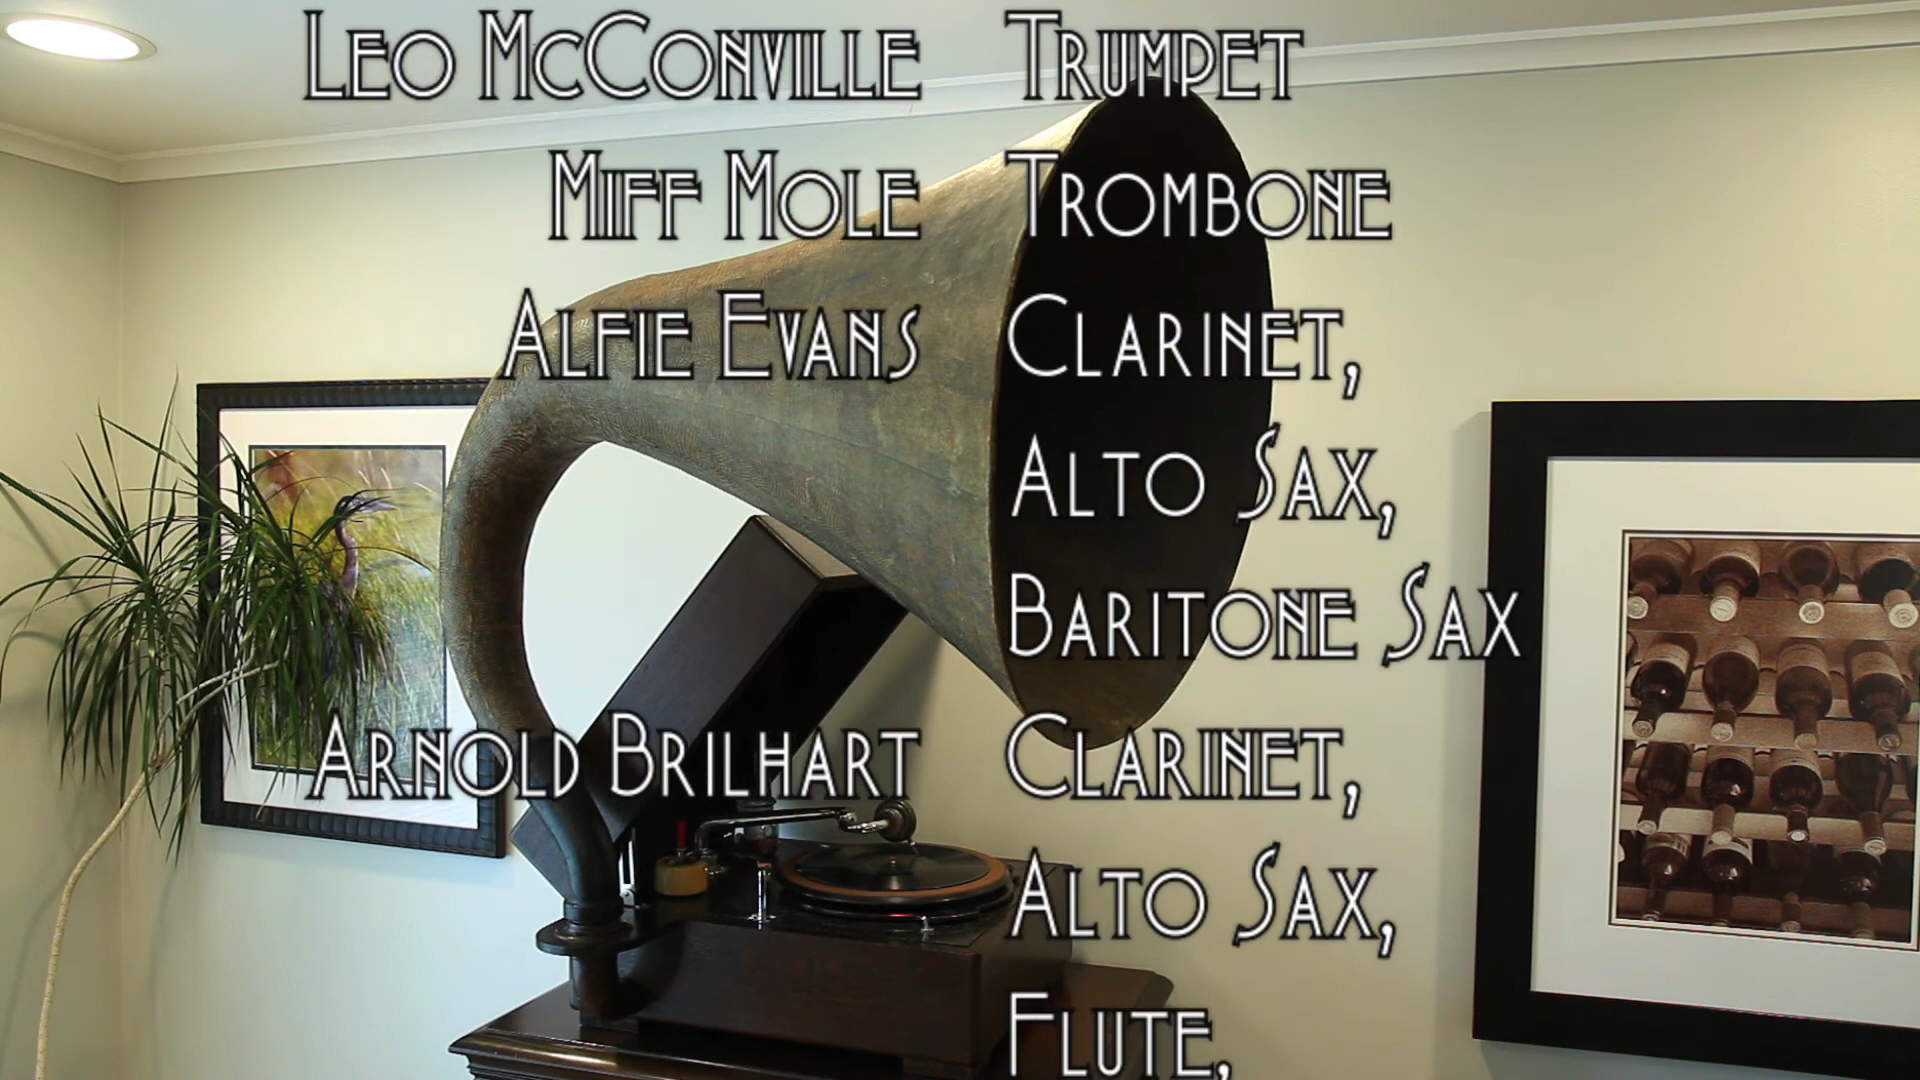 Leo McConville Trumpet
Miff Mole Trombone
Alfie Evans Clarinet,
Alto Sax,
Baritone Sax
Arnold Brilhart Clarinet,
Alto Sax,
Flute,